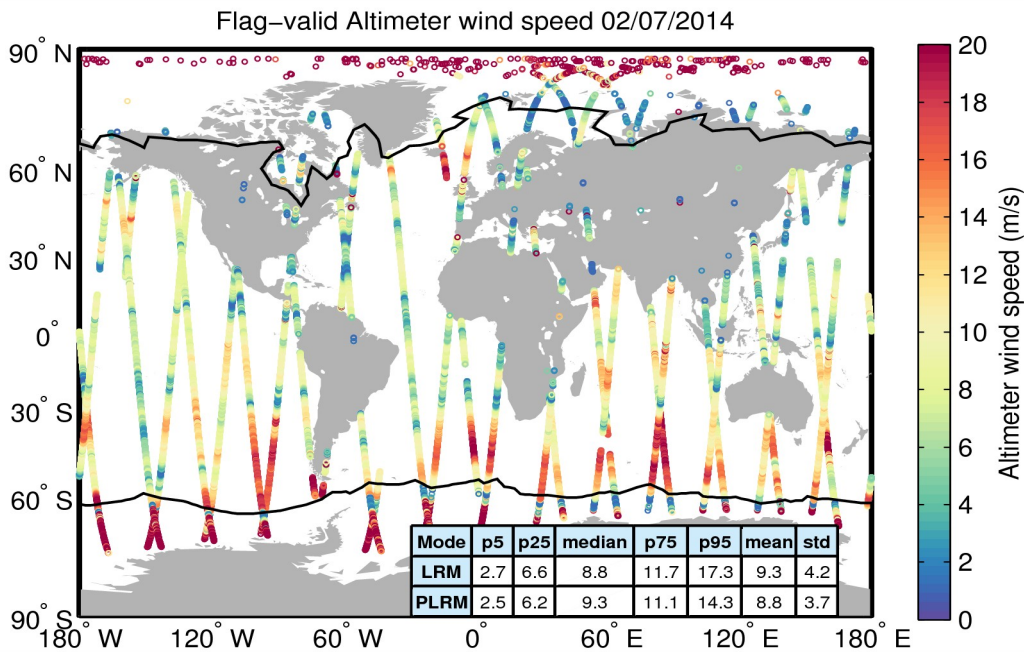 Flag−valid Altimeter wind speed 02/07/2014
90° N
60° N
30° N
0°
30° S
60° S
90° S
180° W
120° W
60° W
0°
60° E
120° E
180° E
Mode p5 p25 median p75 p95 mean std
LRM 2.7 6.6 8.8 11.7 17.3 9.3 4.2
PLRM 2.5 6.2 9.3 11.1 14.3 8.8 3.7
20
18
16
14
12
10
8
6
4
2
0
Altimeter wind speed (m/s)